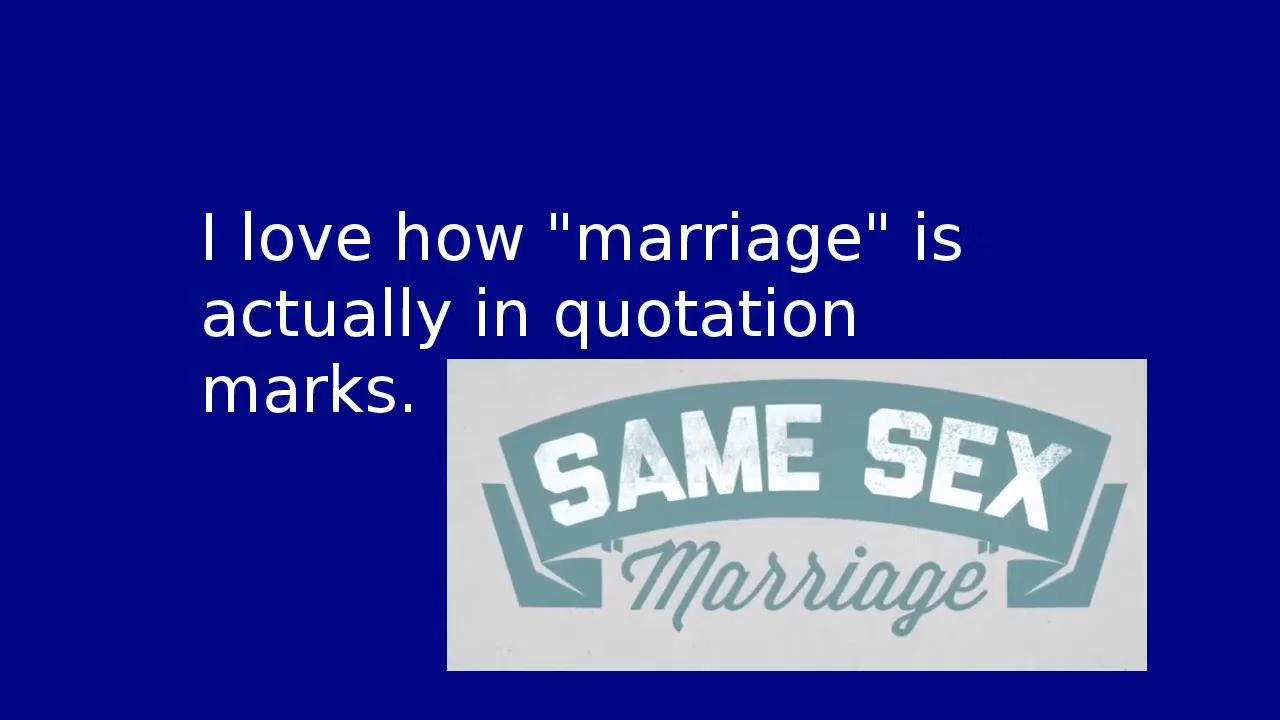 I love how "marriage" is
actually in quotation
marks.
SAME SEX
"Marriage"